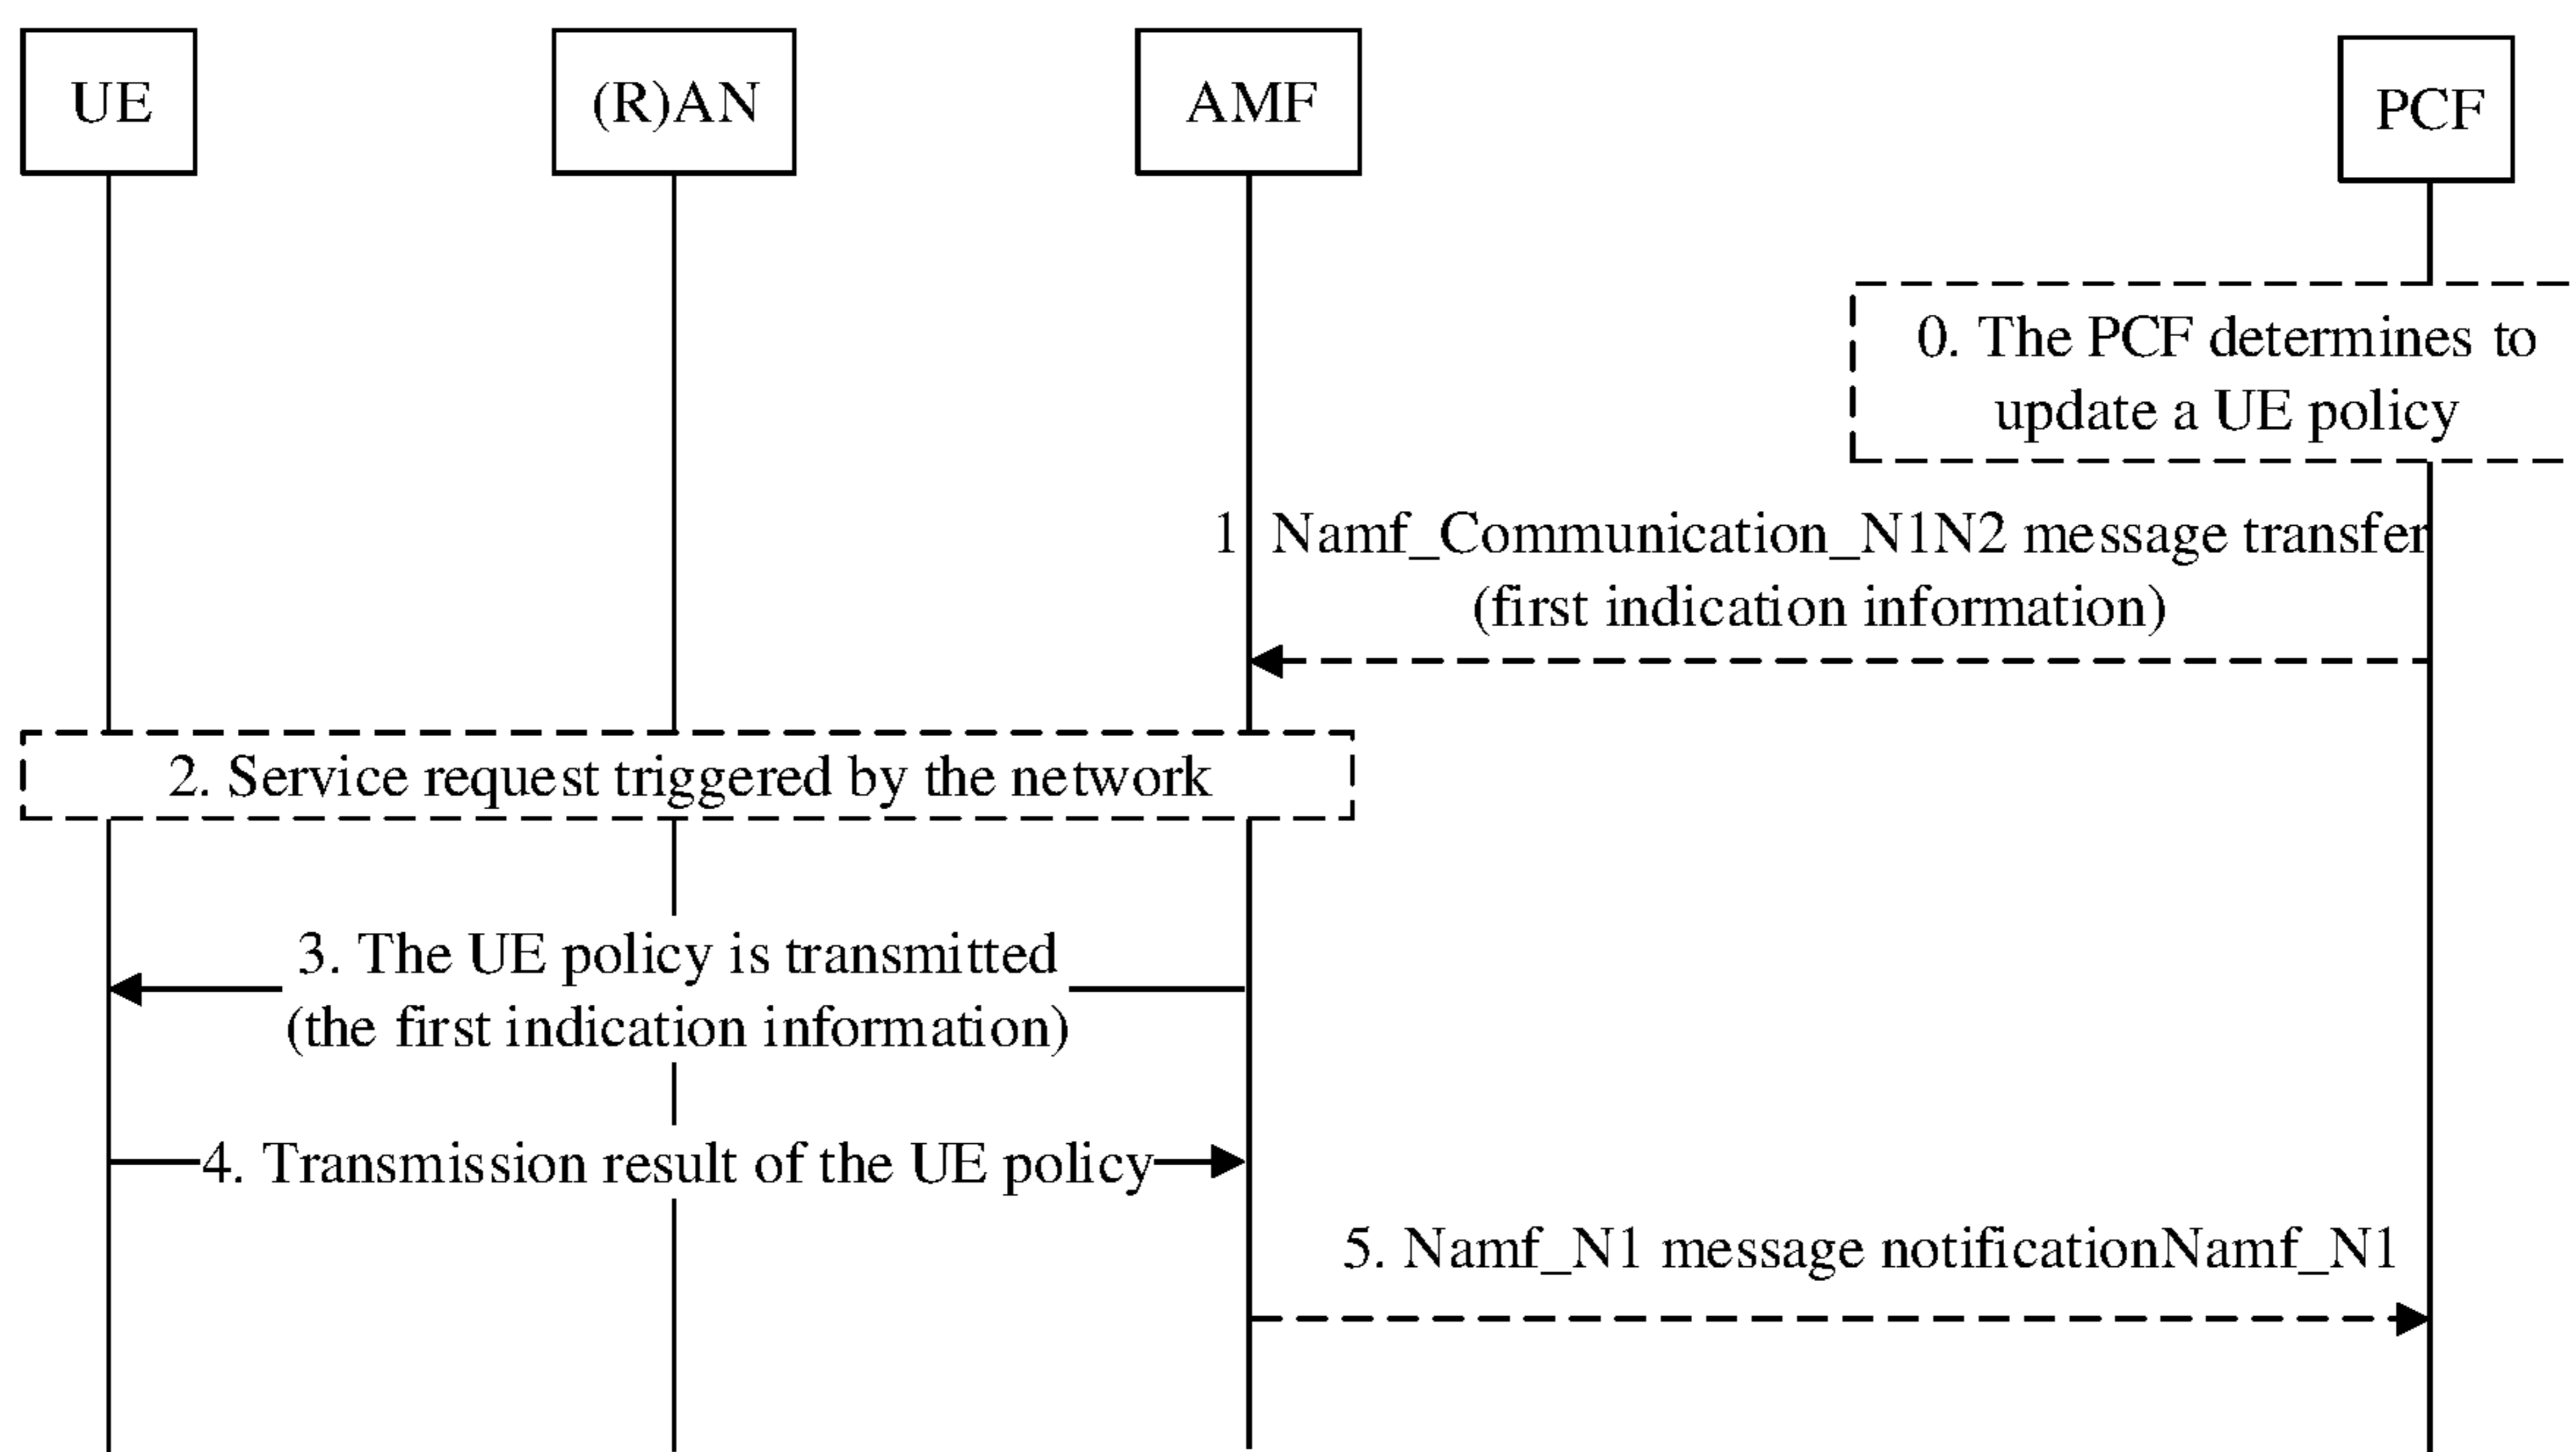 UE
(R)AN
AMF
PCF
0. The PCF determines to
update a UE policy
1 Namf_Communication_N1N2 message transfer
(first indication information)
2. Service request triggered by the network
3. The UE policy is transmitted
(the first indication information)
4. Transmission result of the UE policy
5. Namf_N1 message notificationNamf_N1